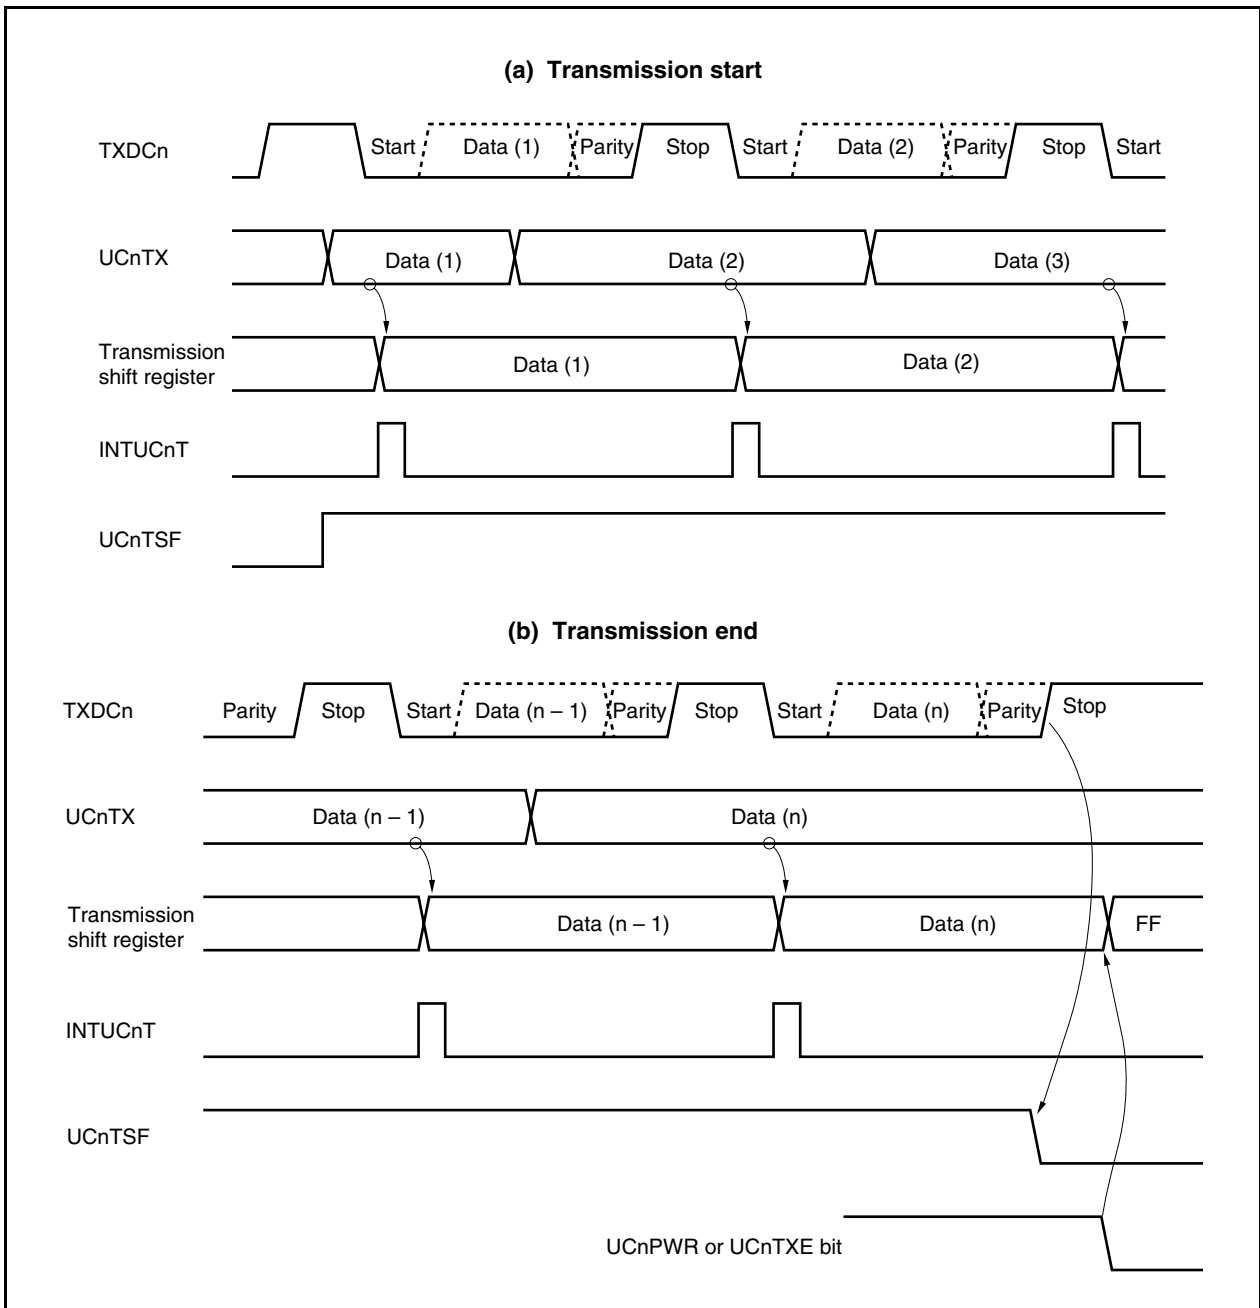 (a) Transmission start
TXDCn
Start Data (1) Parity Stop Start Data (2) Parity Stop Start
UCnTX
Data (1) Data (2) Data (3)
Transmission
shift register
Data (1) Data (2)
INTUCnT
UCnTSF
(b) Transmission end
TXDCn
Parity Stop Start Data (n – 1) Parity Stop Start Data (n) Parity Stop
UCnTX
Data (n – 1) Data (n)
Transmission
shift register
Data (n – 1) Data (n) FF
INTUCnT
UCnTSF
UCnPWR or UCnTXE bit